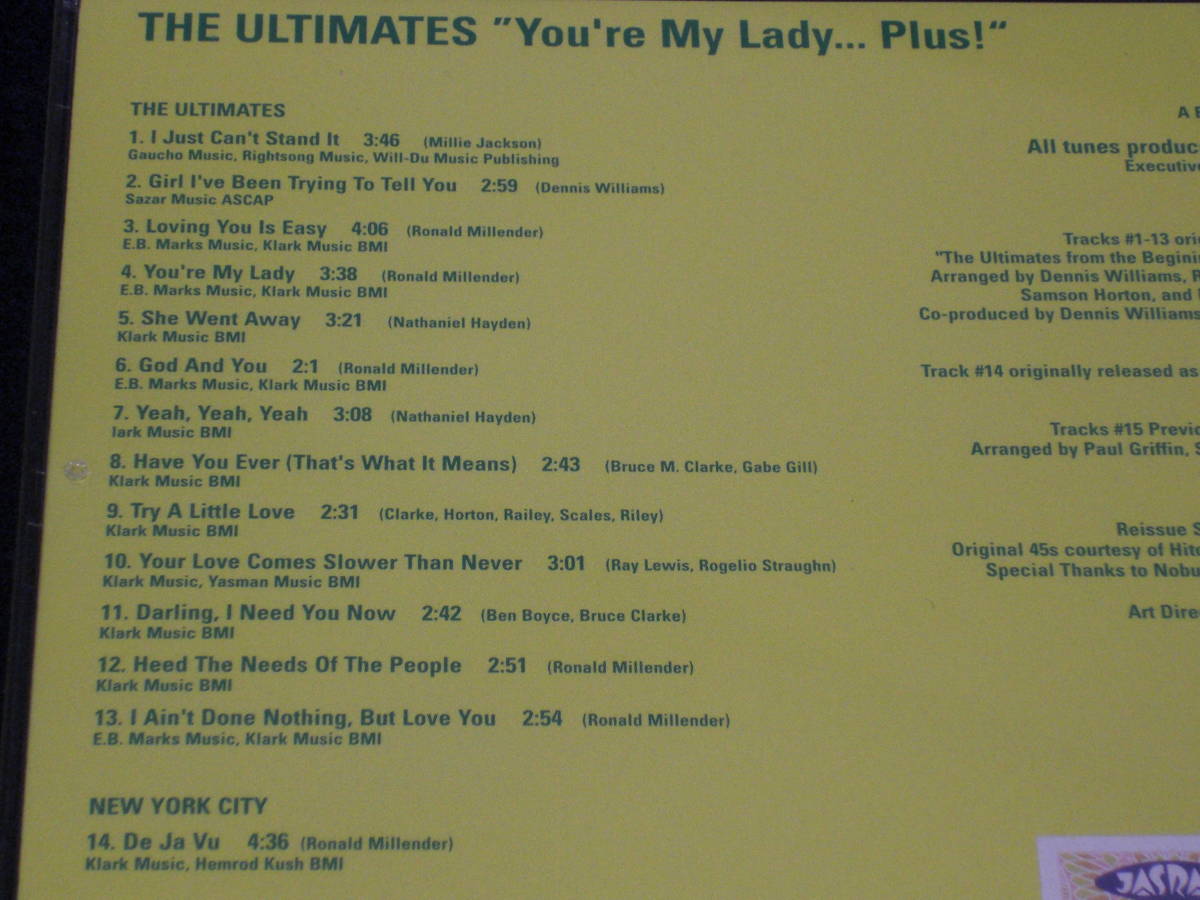 THE ULTIMATES "You're My Lady... Plus!"
THE ULTIMATES
1. I Just Can't Stand It 3:46 (Millie Jackson)
Gaucho Music, Rightsong Music, Will-Du Music Publishing
2. Girl I've Been Trying To Tell You 2:59 (Dennis Williams)
Sazar Music ASCAP
3. Loving You Is Easy 4:06 (Ronald Millender)
E.B. Marks Music, Klark Music BMI
4. You're My Lady 3:38 (Ronald Millender)
E.B. Marks Music, Klark Music BMI
5. She Went Away 3:21 (Nathaniel Hayden)
Klark Music BMI
6. God And You 2:1 (Ronald Millender)
E.B. Marks Music, Klark Music BMI
7. Yeah, Yeah, Yeah 3:08 (Nathaniel Hayden)
lark Music BMI
8. Have You Ever (That's What It Means) 2:43 (Bruce M. Clarke, Gabe Gill)
Klark Music BMI
9. Try A Little Love 2:31 (Clarke, Horton, Railey, Scales, Riley)
Klark Music BMI
10. Your Love Comes Slower Than Never 3:01 (Ray Lewis, Rogelio Straughn)
Klark Music, Yasman Music BMI
11. Darling, I Need You Now 2:42 (Ben Boyce, Bruce Clarke)
Klark Music BMI
12. Heed The Needs Of The People 2:51 (Ronald Millender)
Klark Music BMI
13. I Ain't Done Nothing, But Love You 2:54 (Ronald Millender)
E.B. Marks Music, Klark Music BMI
NEW YORK CITY
14. De Ja Vu 4:36 (Ronald Millender)
Klark Music, Hemrod Kush BMI
A
All tunes produc
Executive
Tracks #1-13 ori
"The Ultimates from the Begini
Arranged by Dennis Williams, R
Samson Horton, and
Co-produced by Dennis Williams
Track #14 originally released as
Tracks #15 Previo
Arranged by Paul Griffin, S
Reissue S
Original 45s courtesy of Hito
Special Thanks to Nobu
Art Dire
JASRA